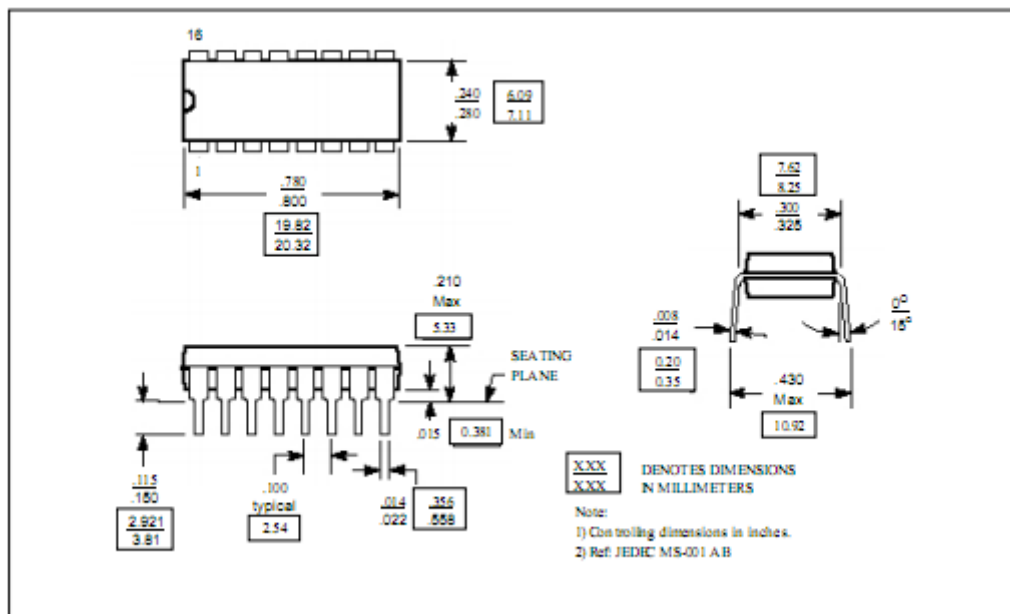 16
.240
.280
6.09
7.11
1
.780
.800
19.82
20.32
7.62
8.25
.300
.325
.210
Max
5.33
.008
.014
0.20
0.35
0°
15°
SEATING
PLANE
.430
Max
10.92
.015
0.381
Min
.115
.150
2.921
3.81
.100
typical
2.54
.014
.022
.356
.558
XXX
XXX
DENOTES DIMENSIONS
IN MILLIMETERS
Note:
1) Controlling dimensions in inches.
2) Ref: JEDEC MS-001 AB